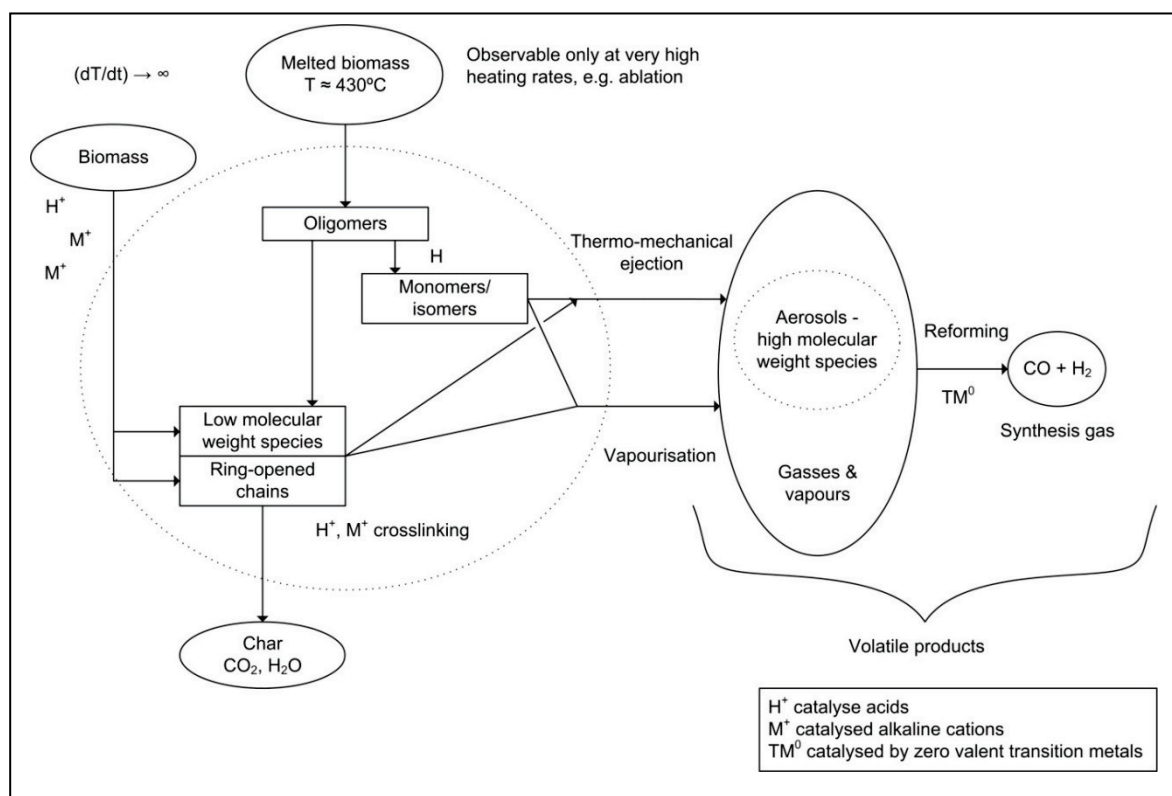 (dT/dt) → ∞
Melted biomass
T ≈ 430ºC
Observable only at very high
heating rates, e.g. ablation
Biomass
H⁺
M⁺
M⁺
Oligomers
H
Monomers/
isomers
Thermo-mechanical
ejection
Aerosols -
high molecular
weight species
Reforming
TM⁰
CO + H₂
Synthesis gas
Low molecular
weight species
Ring-opened
chains
Vapourisation
Gasses &
vapours
H⁺, M⁺ crosslinking
Char
CO₂, H₂O
Volatile products
H⁺ catalyse acids
M⁺ catalysed alkaline cations
TM⁰ catalysed by zero valent transition metals